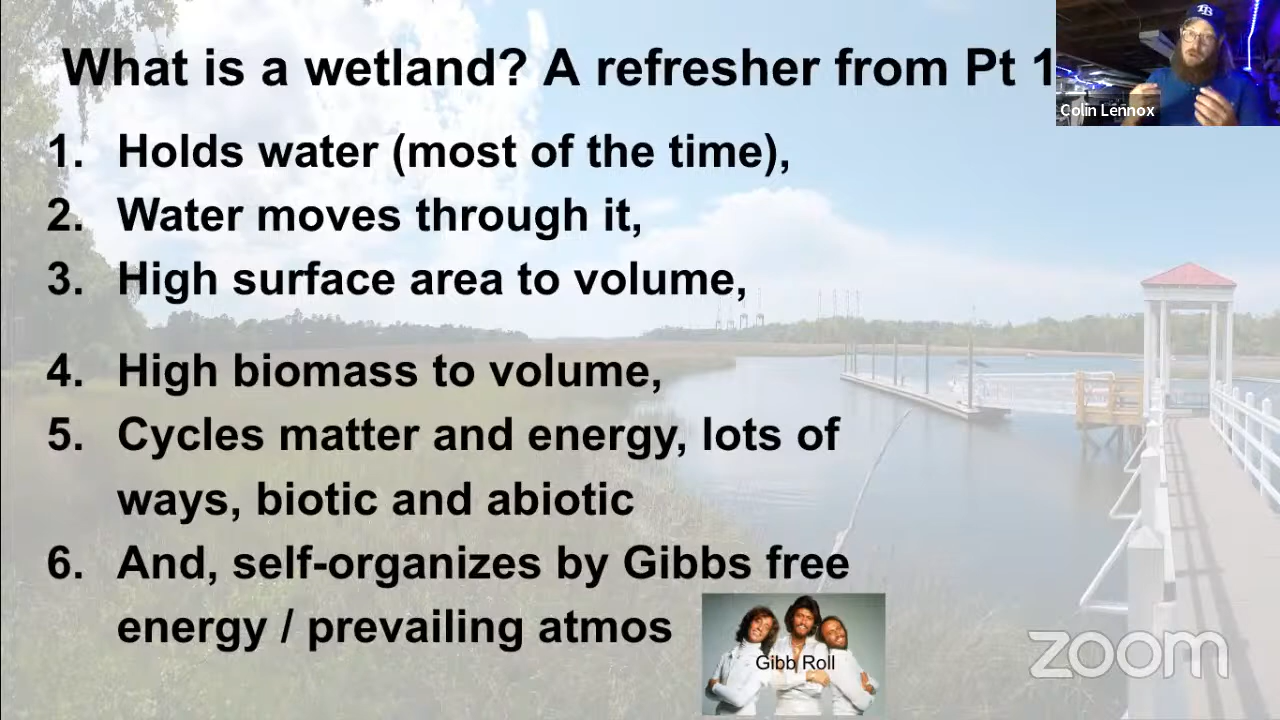 What is a wetland? A refresher from Pt 1
Colin Lennox
1. Holds water (most of the time),
2. Water moves through it,
3. High surface area to volume,
4. High biomass to volume,
5. Cycles matter and energy, lots of
ways, biotic and abiotic
6. And, self-organizes by Gibbs free
energy / prevailing atmos
Gibb Roll
zoom